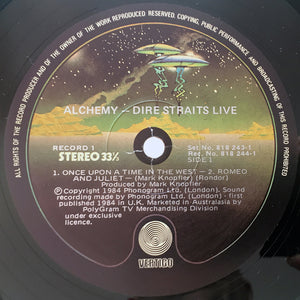 ALL RIGHTS OF THE RECORD PRODUCER AND OF THE OWNER OF THE WORK REPRODUCED RESERVED. COPYING, PUBLIC PERFORMANCE AND BROADCASTING OF THIS RECORD PROHIBITED.
ALCHEMY — DIRE STRAITS LIVE
RECORD 1
STEREO 33⅓
Set No. 818 243-1
Rec. No. 818 244-1
SIDE 1
1. ONCE UPON A TIME IN THE WEST — 2. ROMEO
AND JULIET — (Mark Knopfler) (Rondor)
Produced by Mark Knopfler
Copyright © 1984 Phonogram Ltd. (London). Sound
recording made by Phonogram Ltd. (London) - first
published 1984 in U.K. Marketed in Australasia by
PolyGram TV Merchandising Division
under exclusive
licence.
VERTIGO